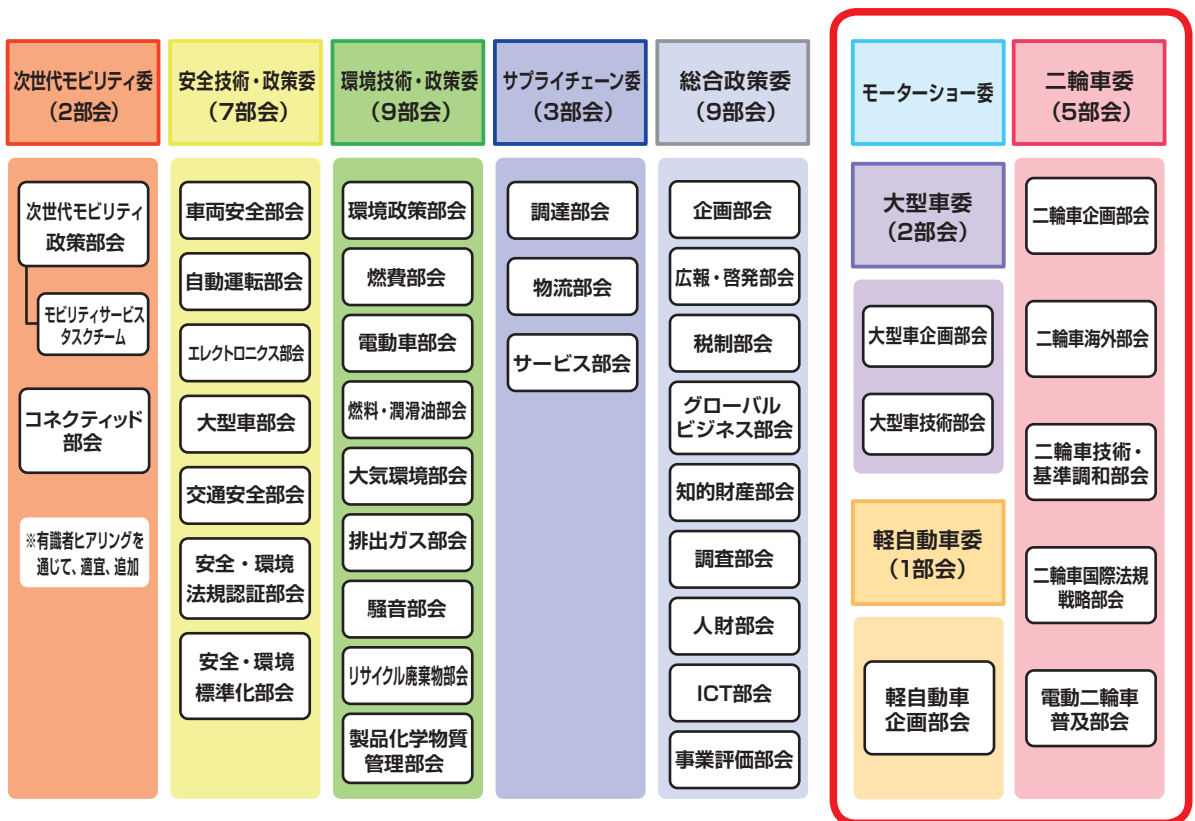 次世代モビリティ委
（2部会）
次世代モビリティ
政策部会
モビリティサービス
タスクチーム
コネクティッド
部会
※有識者ヒアリングを
通じて、適宜、追加
安全技術・政策委
（7部会）
車両安全部会
自動運転部会
エレクトロニクス部会
大型車部会
交通安全部会
安全・環境
法規認証部会
安全・環境
標準化部会
環境技術・政策委
（9部会）
環境政策部会
燃費部会
電動車部会
燃料・潤滑油部会
大気環境部会
排出ガス部会
騒音部会
リサイクル廃棄物部会
製品化学物質
管理部会
サプライチェーン委
（3部会）
調達部会
物流部会
サービス部会
総合政策委
（9部会）
企画部会
広報・啓発部会
税制部会
グローバル
ビジネス部会
知的財産部会
調査部会
人財部会
ICT部会
事業評価部会
モーターショー委
大型車委
（2部会）
大型車企画部会
大型車技術部会
軽自動車委
（1部会）
軽自動車
企画部会
二輪車委
（5部会）
二輪車企画部会
二輪車海外部会
二輪車技術・
基準調和部会
二輪車国際法規
戦略部会
電動二輪車
普及部会